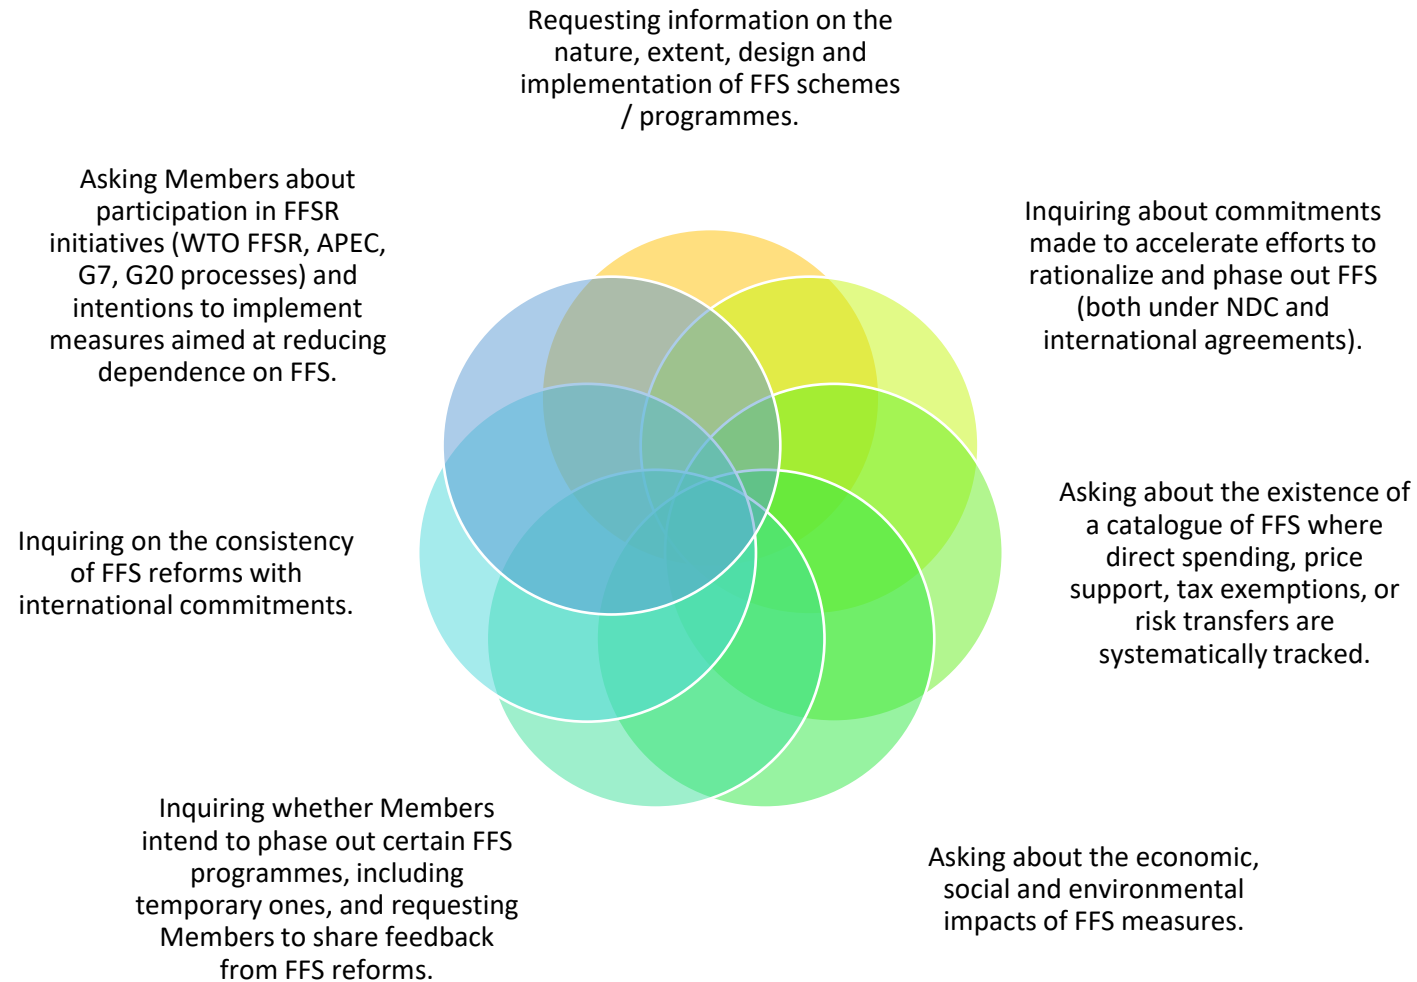 Requesting information on the
nature, extent, design and
implementation of FFS schemes
/ programmes.
Inquiring about commitments
made to accelerate efforts to
rationalize and phase out FFS
(both under NDC and
international agreements).
Asking about the existence of
a catalogue of FFS where
direct spending, price
support, tax exemptions, or
risk transfers are
systematically tracked.
Asking about the economic,
social and environmental
impacts of FFS measures.
Inquiring whether Members
intend to phase out certain FFS
programmes, including
temporary ones, and requesting
Members to share feedback
from FFS reforms.
Inquiring on the consistency
of FFS reforms with
international commitments.
Asking Members about
participation in FFSR
initiatives (WTO FFSR, APEC,
G7, G20 processes) and
intentions to implement
measures aimed at reducing
dependence on FFS.